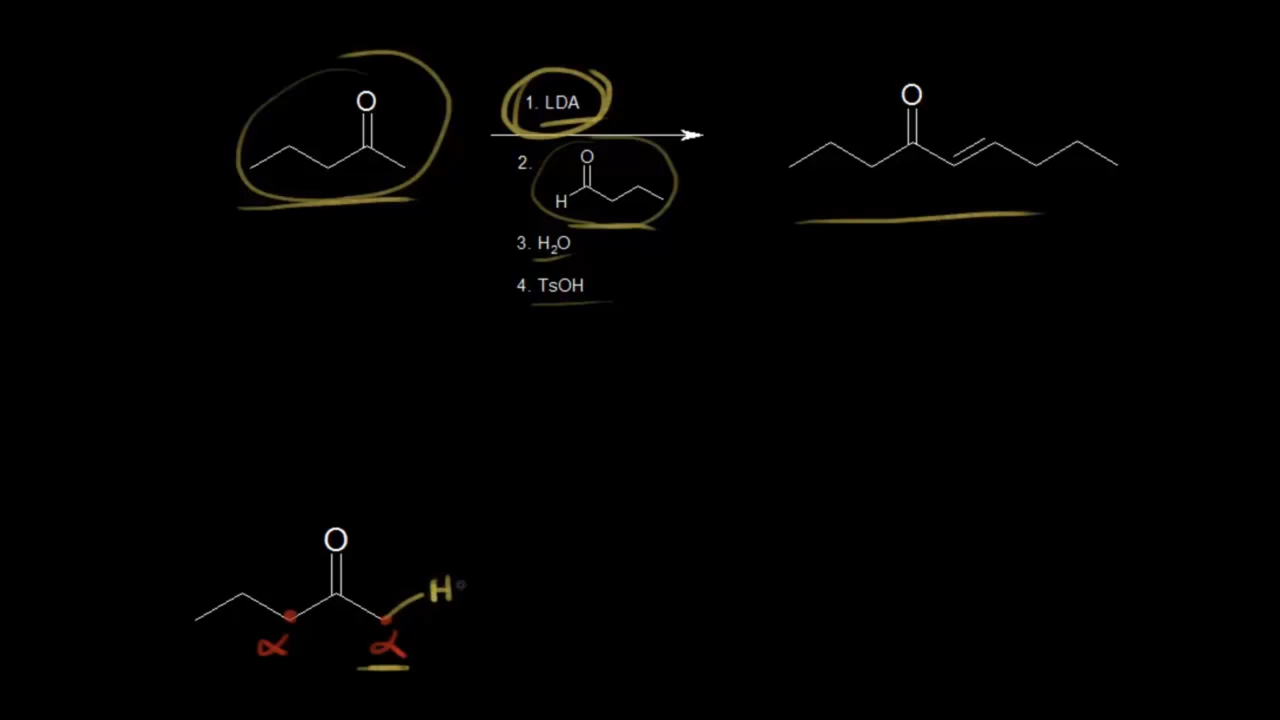 O
1. LDA
O
2.
O
H
3. H₂O
4. TsOH
O
H
α α